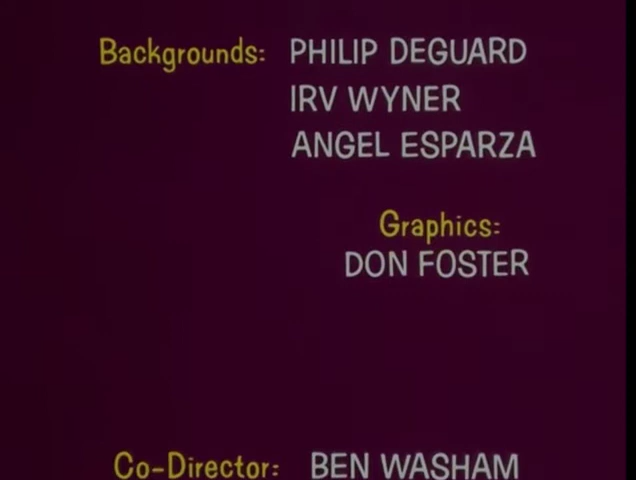 Backgrounds: PHILIP DEGUARD
IRV WYNER
ANGEL ESPARZA
Graphics:
DON FOSTER
Co-Director: BEN WASHAM